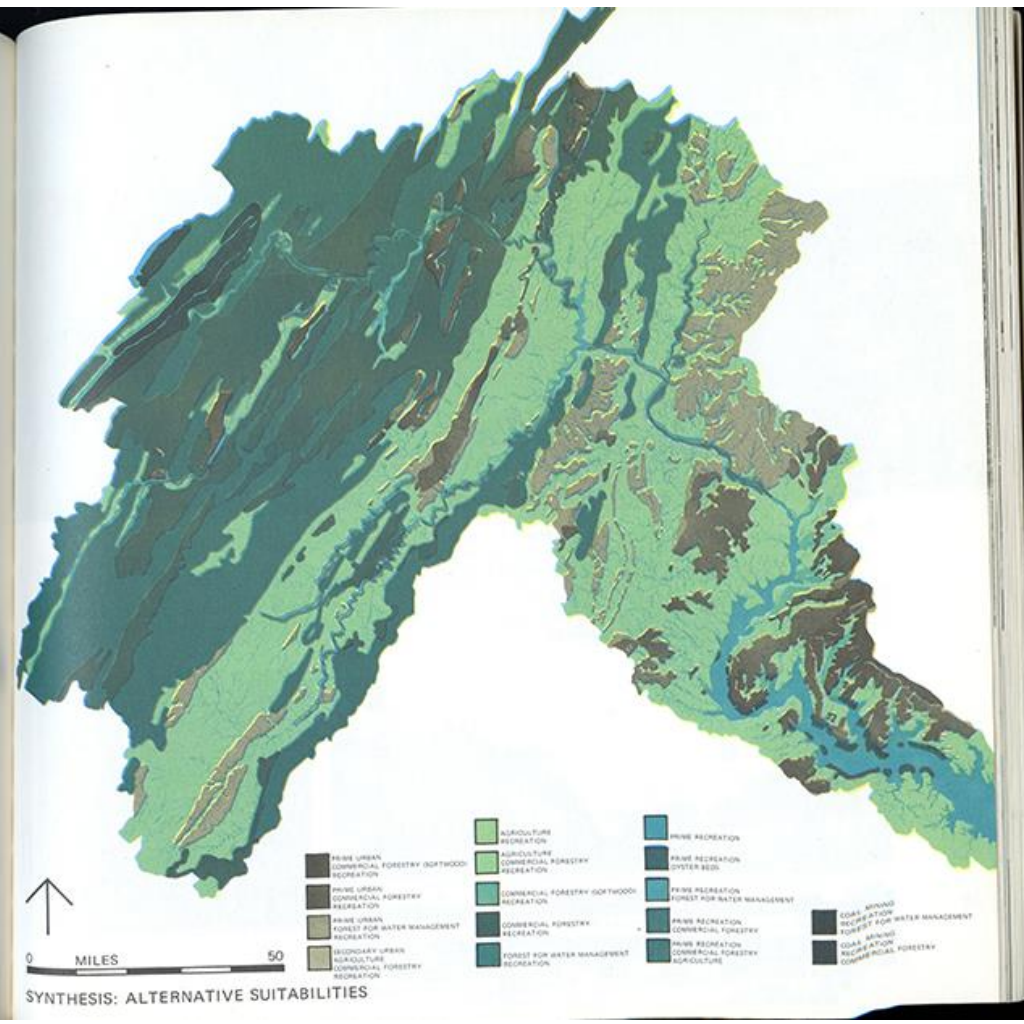 PRIME URBAN
COMMERCIAL FORESTRY (SOFTWOOD)
RECREATION
PRIME URBAN
COMMERCIAL FORESTRY
RECREATION
PRIME URBAN
FOREST FOR WATER MANAGEMENT
RECREATION
SECONDARY URBAN
AGRICULTURE
COMMERCIAL FORESTRY
RECREATION
AGRICULTURE
RECREATION
AGRICULTURE
COMMERCIAL FORESTRY
RECREATION
COMMERCIAL FORESTRY (SOFTWOOD)
RECREATION
COMMERCIAL FORESTRY
RECREATION
FOREST FOR WATER MANAGEMENT
RECREATION
PRIME RECREATION
PRIME RECREATION
OYSTER BEDS
PRIME RECREATION
FOREST FOR WATER MANAGEMENT
PRIME RECREATION
COMMERCIAL FORESTRY
PRIME RECREATION
COMMERCIAL FORESTRY
AGRICULTURE
COAL MINING
RECREATION
FOREST FOR WATER MANAGEMENT
COAL MINING
RECREATION
COMMERCIAL FORESTRY
0 MILES 50
SYNTHESIS: ALTERNATIVE SUITABILITIES